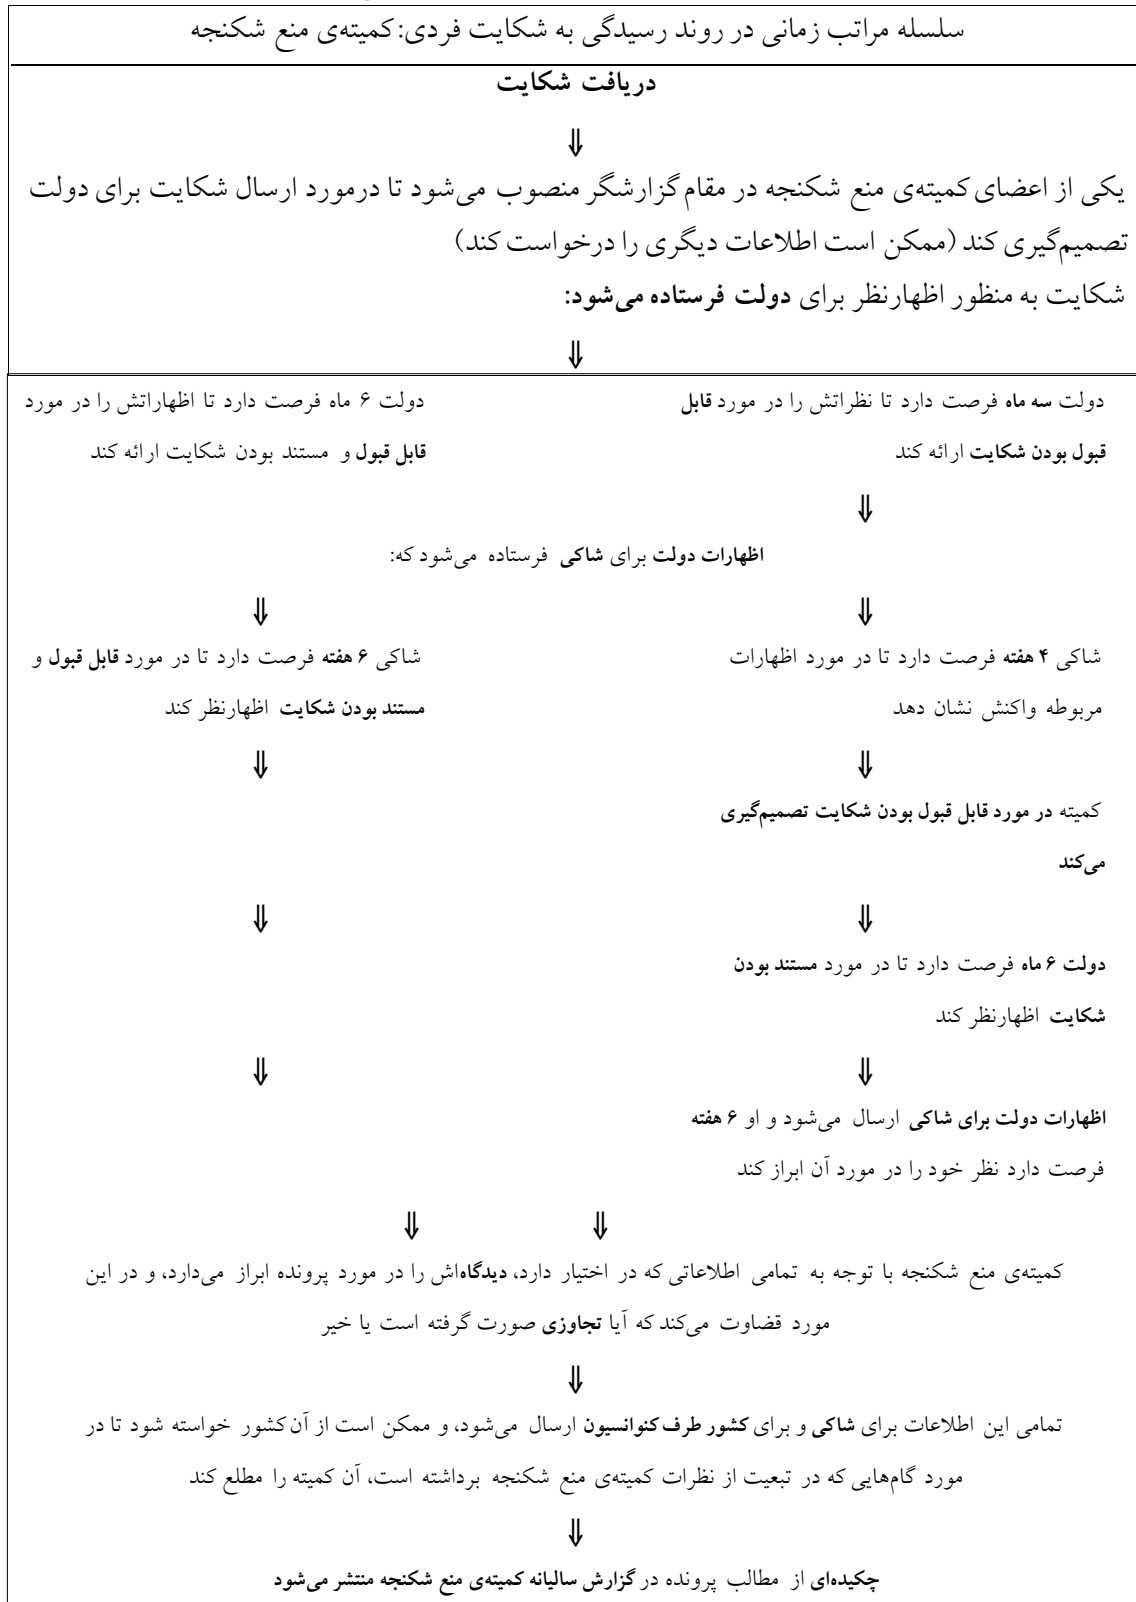 سلسله مراتب زمانی در روند رسیدگی به شکایت فردی:کمیته‌ی منع شکنجه
دریافت شکایت
⇓
یکی از اعضای کمیته‌ی منع شکنجه در مقام گزارشگر منصوب می‌شود تا درمورد ارسال شکایت برای دولت
تصمیم‌گیری کند (ممکن است اطلاعات دیگری را درخواست کند)
شکایت به منظور اظهارنظر برای دولت فرستاده می‌شود:
⇓
دولت سه ماه فرصت دارد تا نظراتش را در مورد قابل
قبول بودن شکایت ارائه کند
دولت ۶ ماه فرصت دارد تا اظهاراتش را در مورد
قابل قبول و مستند بودن شکایت ارائه کند
⇓
اظهارات دولت برای شاکی فرستاده می‌شود که:
⇓ ⇓
شاکی ۴ هفته فرصت دارد تا در مورد اظهارات
مربوطه واکنش نشان دهد
شاکی ۶ هفته فرصت دارد تا در مورد قابل قبول و
مستند بودن شکایت اظهارنظر کند
⇓ ⇓
کمیته در مورد قابل قبول بودن شکایت تصمیم‌گیری
می‌کند
⇓ ⇓
دولت ۶ ماه فرصت دارد تا در مورد مستند بودن
شکایت اظهارنظر کند
⇓ ⇓
اظهارات دولت برای شاکی ارسال می‌شود و او ۶ هفته
فرصت دارد نظر خود را در مورد آن ابراز کند
⇓ ⇓
کمیته‌ی منع شکنجه با توجه به تمامی اطلاعاتی که در اختیار دارد، دیدگاه‌اش را در مورد پرونده ابراز می‌دارد، و در این
مورد قضاوت می‌کند که آیا تجاوزی صورت گرفته است یا خیر
⇓
تمامی این اطلاعات برای شاکی و برای کشور طرف کنوانسیون ارسال می‌شود، و ممکن است از آن کشور خواسته شود تا در
مورد گام‌هایی که در تبعیت از نظرات کمیته‌ی منع شکنجه برداشته است، آن کمیته را مطلع کند
⇓
چکیده‌ای از مطالب پرونده در گزارش سالیانه کمیته‌ی منع شکنجه منتشر می‌شود